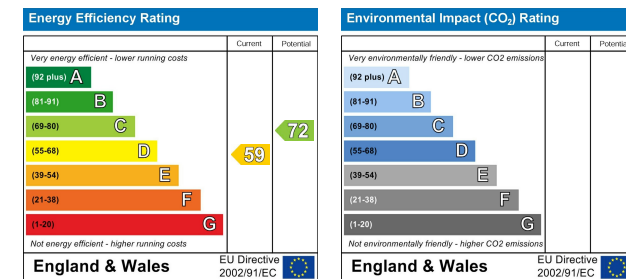 Energy Efficiency Rating
Current Potential
Very energy efficient - lower running costs
(92 plus) A
(81-91) B
(69-80) C
72
(55-68) D
59
(39-54) E
(21-38) F
(1-20) G
Not energy efficient - higher running costs
England & Wales
EU Directive
2002/91/EC
Environmental Impact (CO2) Rating
Current Potential
Very environmentally friendly - lower CO2 emissions
(92 plus) A
(81-91) B
(69-80) C
(55-68) D
(39-54) E
(21-38) F
(1-20) G
Not environmentally friendly - higher CO2 emissions
England & Wales
EU Directive
2002/91/EC